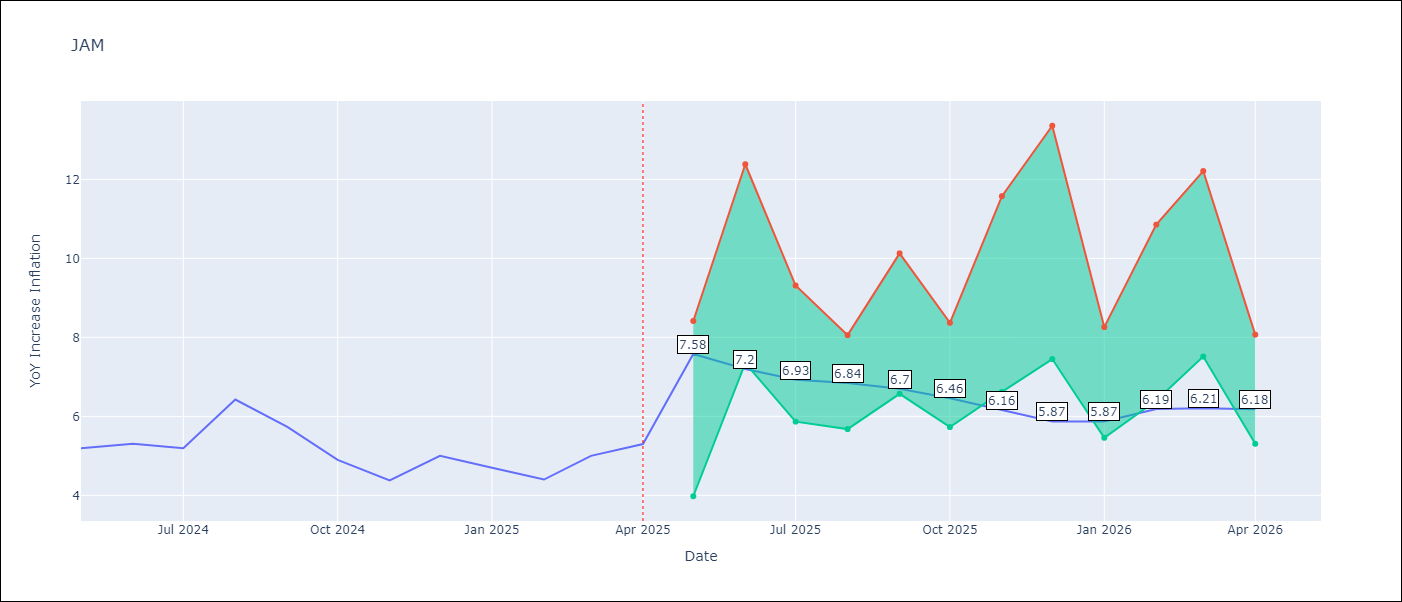 JAM
YoY Increase Inflation
12
10
8
6
4
7.58
7.2
6.93
6.84
6.7
6.46
6.16
5.87
5.87
6.19
6.21
6.18
Jul 2024
Oct 2024
Jan 2025
Apr 2025
Jul 2025
Oct 2025
Jan 2026
Apr 2026
Date